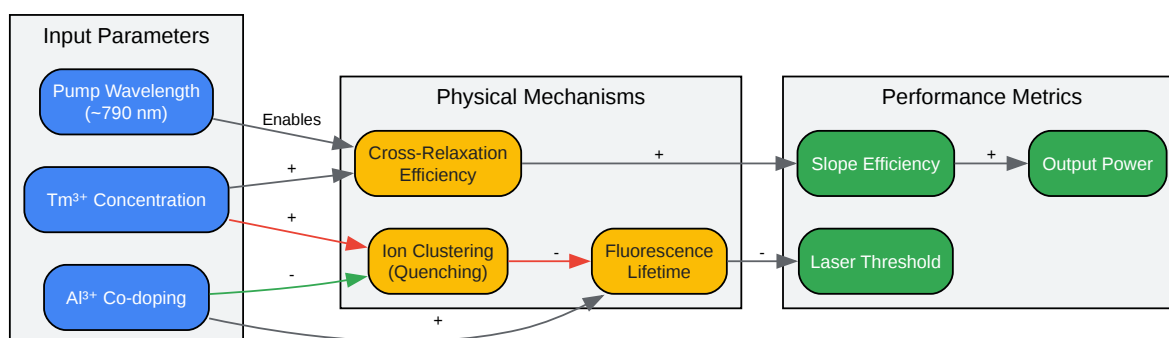 Input Parameters
Pump Wavelength
(~790 nm)
Tm³⁺ Concentration
Al³⁺ Co-doping
Enables
+
+
-
+
Physical Mechanisms
Cross-Relaxation
Efficiency
Ion Clustering
(Quenching)
-
Fluorescence
Lifetime
+
-
Performance Metrics
Slope Efficiency
+
Output Power
Laser Threshold